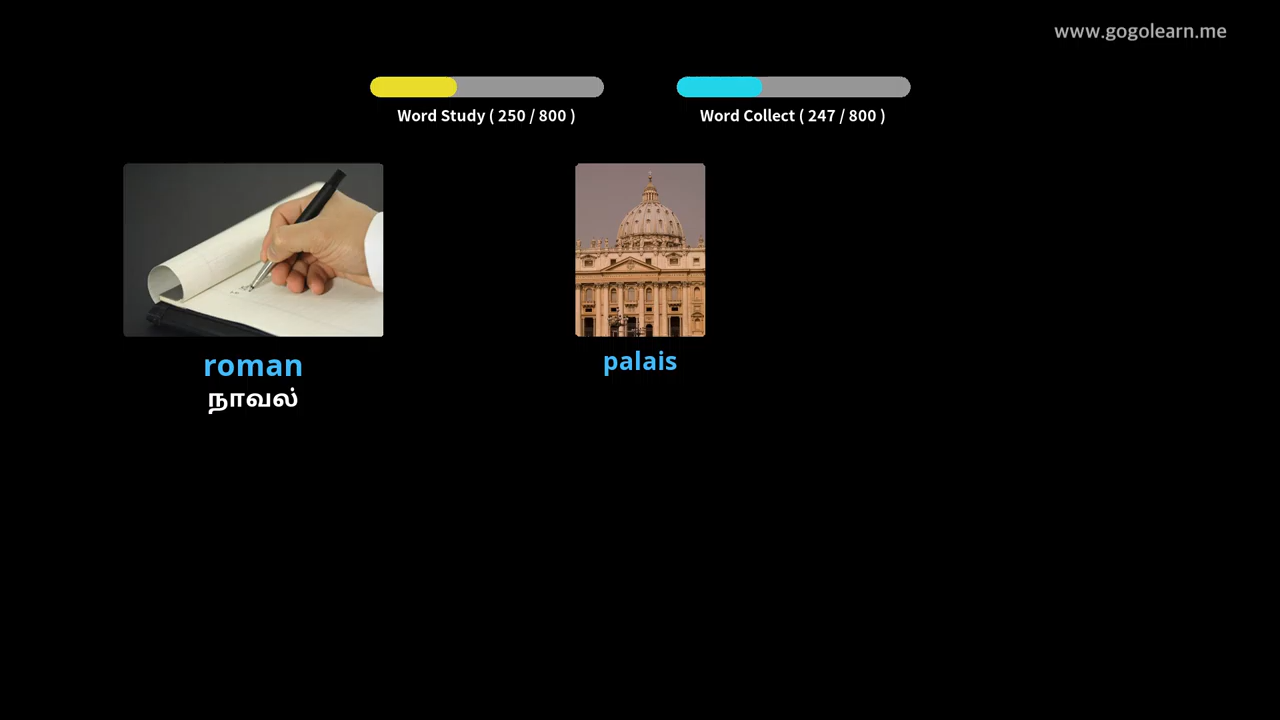 www.gogolearn.me
Word Study ( 250 / 800 )
Word Collect ( 247 / 800 )
roman
நாவல்
palais